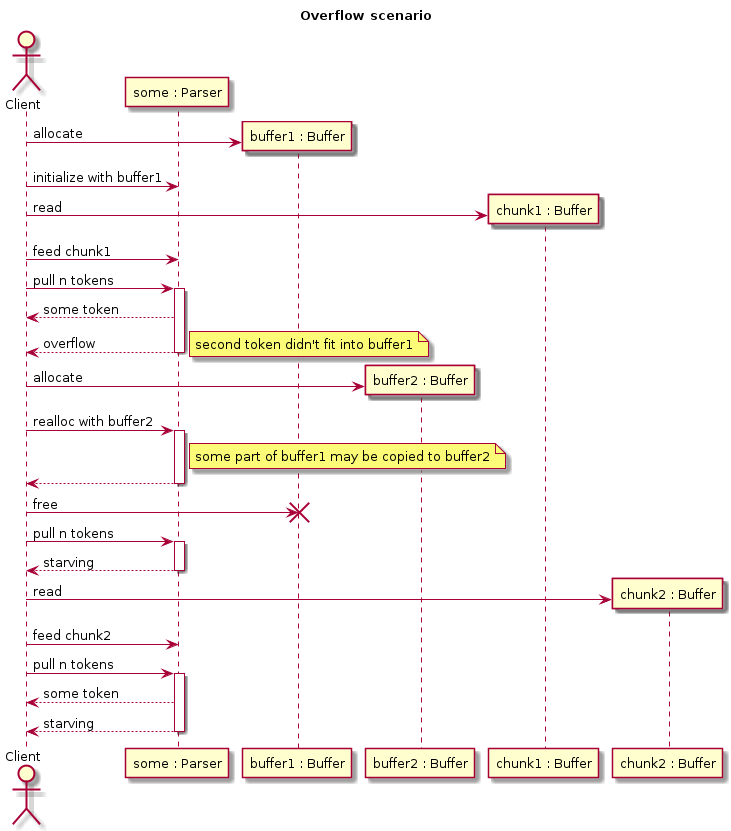 Overflow scenario
Client
some : Parser
allocate
buffer1 : Buffer
initialize with buffer1
read
chunk1 : Buffer
feed chunk1
pull n tokens
some token
second token didn't fit into buffer1
overflow
allocate
buffer2 : Buffer
realloc with buffer2
some part of buffer1 may be copied to buffer2
free
pull n tokens
starving
read
chunk2 : Buffer
feed chunk2
pull n tokens
some token
starving
Client
some : Parser
buffer1 : Buffer
buffer2 : Buffer
chunk1 : Buffer
chunk2 : Buffer